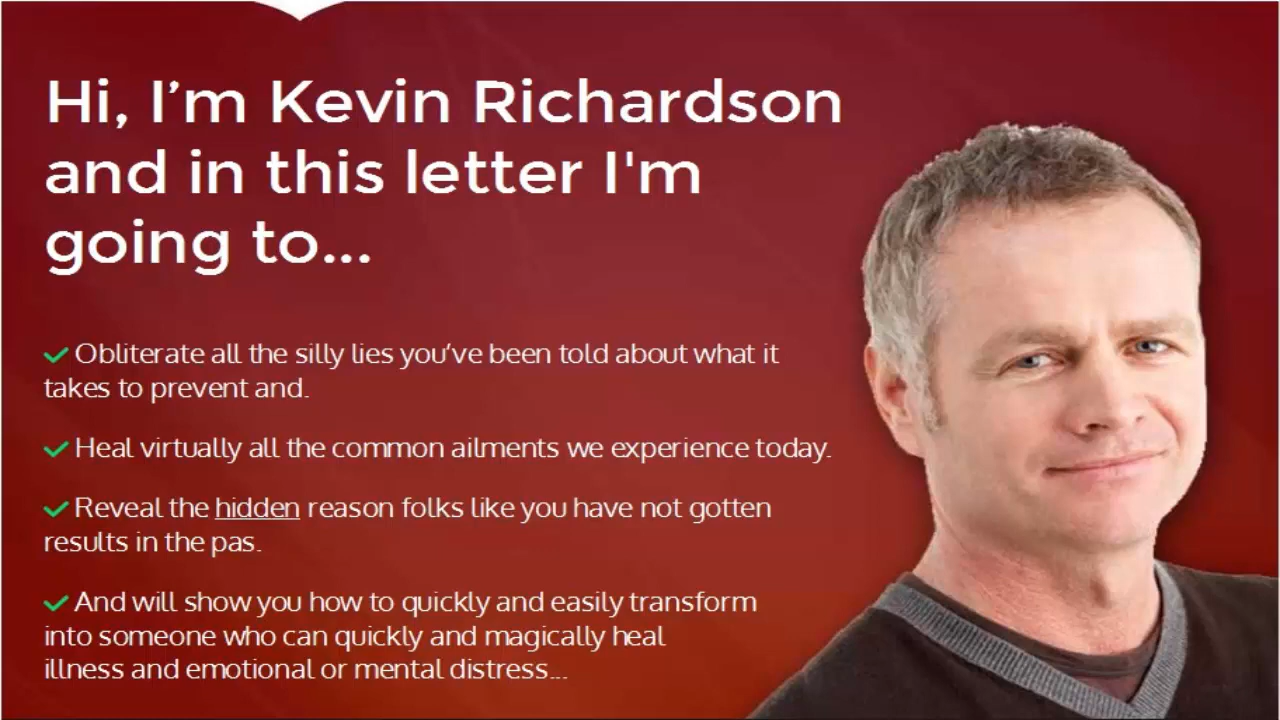 Hi, I’m Kevin Richardson
and in this letter I'm
going to...
Obliterate all the silly lies you’ve been told about what it
takes to prevent and.
Heal virtually all the common ailments we experience today.
Reveal the hidden reason folks like you have not gotten
results in the pas.
And will show you how to quickly and easily transform
into someone who can quickly and magically heal
illness and emotional or mental distress...